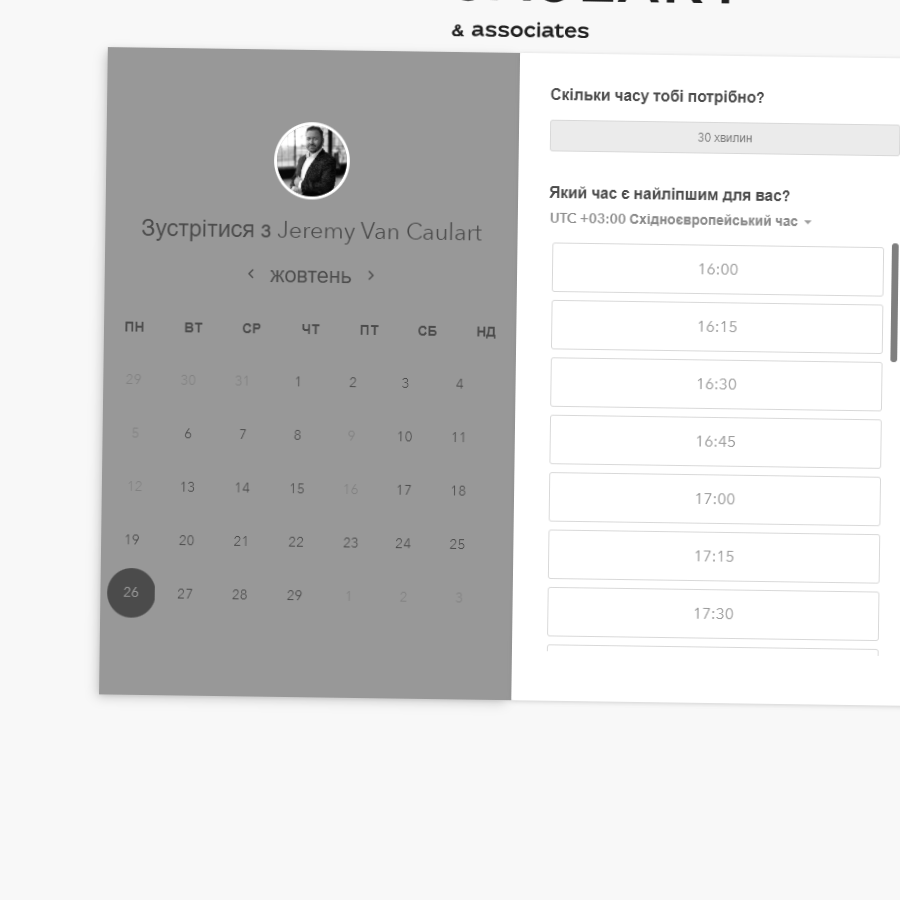 & associates
Зустрітися з Jeremy Van Caulart
жовтень
ПН ВТ СР ЧТ ПТ СБ НД
29 30 31 1 2 3 4
5 6 7 8 9 10 11
12 13 14 15 16 17 18
19 20 21 22 23 24 25
26 27 28 29 1 2 3
Скільки часу тобі потрібно?
30 хвилин
Який час є найліпшим для вас?
UTC +03:00 Східноєвропейський час
16:00
16:15
16:30
16:45
17:00
17:15
17:30